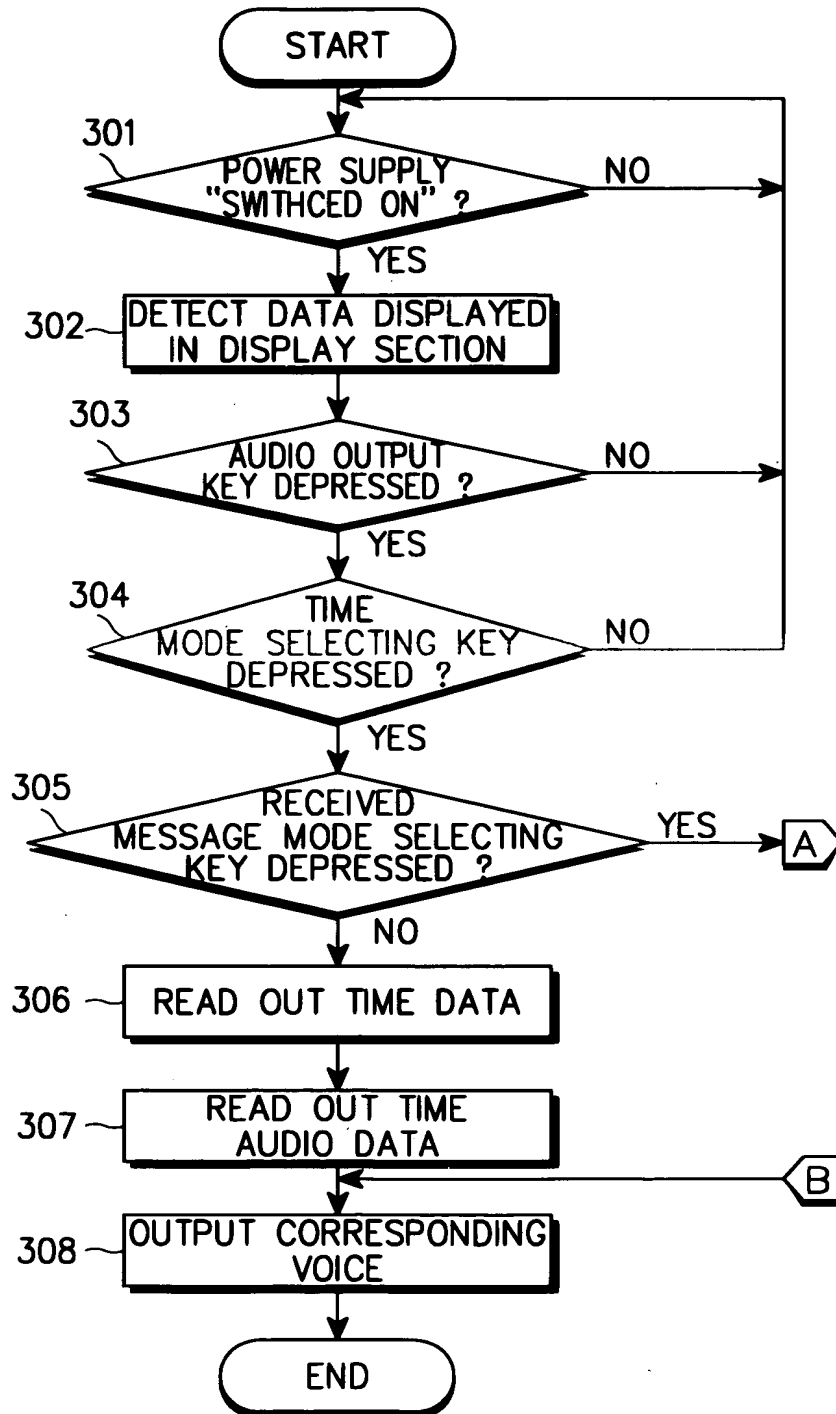 START
301
POWER SUPPLY
"SWITHCED ON" ?
NO
YES
302
DETECT DATA DISPLAYED
IN DISPLAY SECTION
303
AUDIO OUTPUT
KEY DEPRESSED ?
NO
YES
304
TIME
MODE SELECTING KEY
DEPRESSED ?
NO
YES
305
RECEIVED
MESSAGE MODE SELECTING
KEY DEPRESSED ?
YES
A
NO
306
READ OUT TIME DATA
307
READ OUT TIME
AUDIO DATA
B
308
OUTPUT CORRESPONDING
VOICE
END